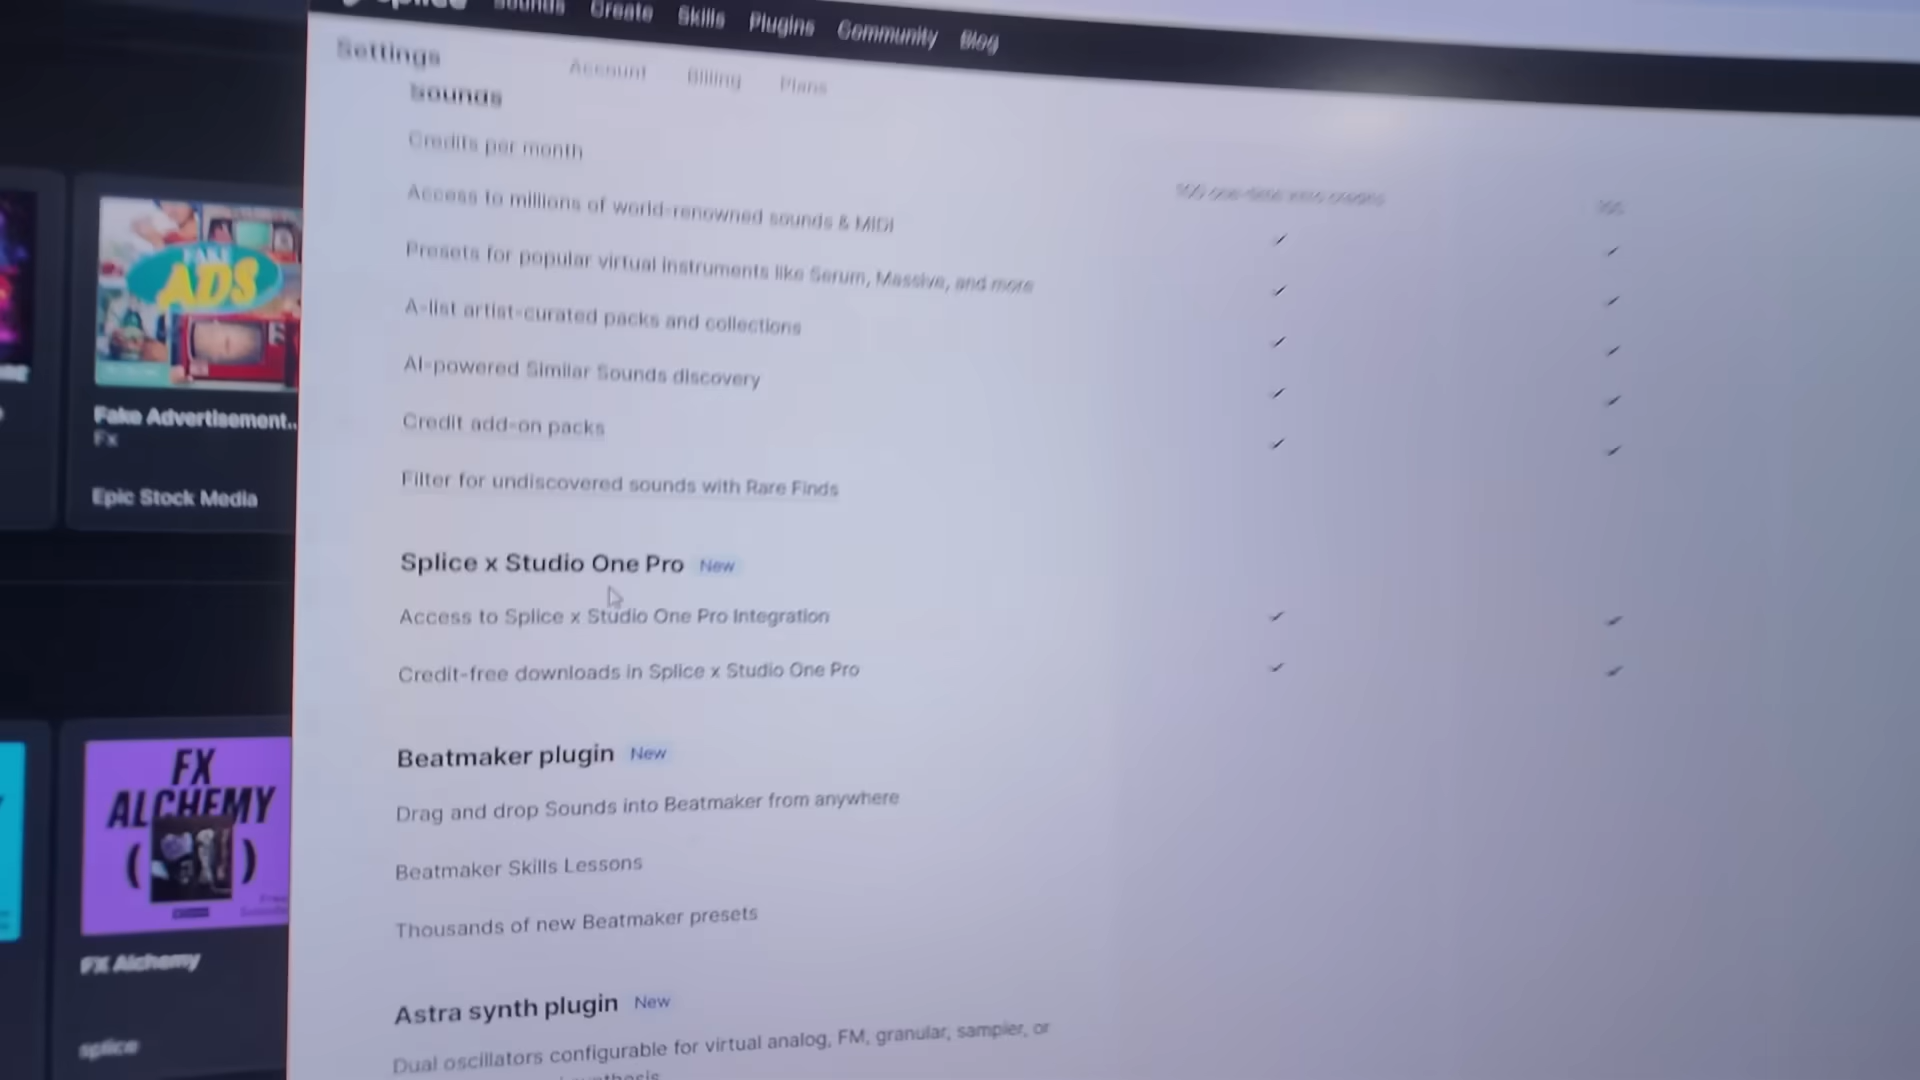 splice Sounds Create Skills Plugins Community Blog
Settings Account Billing Plans
Sounds
Credits per month
Access to millions of world-renowned sounds & MIDI
Presets for popular virtual instruments like Serum, Massive, and more
A-list artist-curated packs and collections
AI-powered Similar Sounds discovery
Credit add-on packs
Filter for undiscovered sounds with Rare Finds
Splice x Studio One Pro New
Access to Splice x Studio One Pro Integration
Credit-free downloads in Splice x Studio One Pro
Beatmaker plugin New
Drag and drop Sounds into Beatmaker from anywhere
Beatmaker Skills Lessons
Thousands of new Beatmaker presets
Astra synth plugin New
Dual oscillators configurable for virtual analog, FM, granular, sampler, or
FAKE
ADS
Fake Advertisement..
Fx
Epic Stock Media
FX
ALCHEMY
( )
FX Alchemy
splice